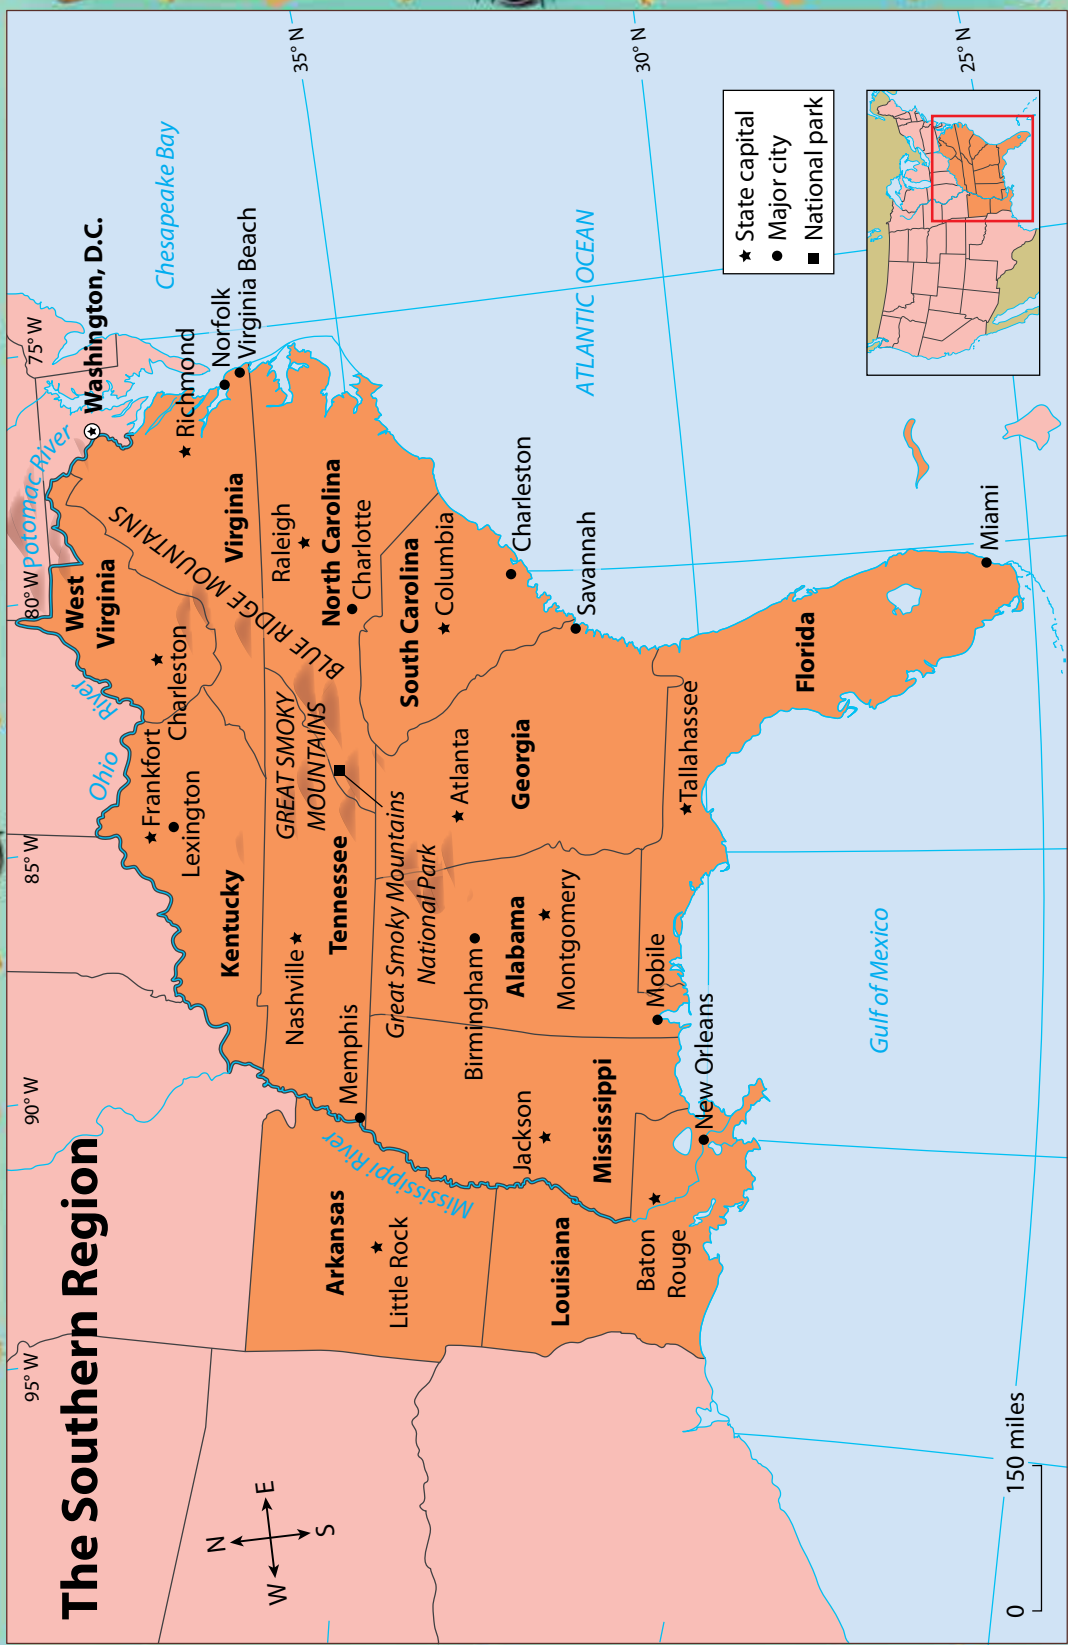 The Southern Region
95° W
90° W
85° W
80° W
75° W
35° N
30° N
25° N
N
W
E
S
Ohio
River
Potomac River
Washington, D.C.
Chesapeake Bay
West
Virginia
Charleston
Frankfort
Lexington
Kentucky
BLUE RIDGE MOUNTAINS
Virginia
Richmond
Norfolk
Virginia Beach
Raleigh
North Carolina
Charlotte
GREAT SMOKY
MOUNTAINS
Nashville
Tennessee
Memphis
Great Smoky Mountains
National Park
South Carolina
Columbia
Charleston
Savannah
Arkansas
Little Rock
Mississippi River
Birmingham
Alabama
Montgomery
Mobile
Atlanta
Georgia
Jackson
Mississippi
Louisiana
Baton
Rouge
New Orleans
Tallahassee
Florida
Miami
ATLANTIC OCEAN
Gulf of Mexico
State capital
Major city
National park
0
150 miles